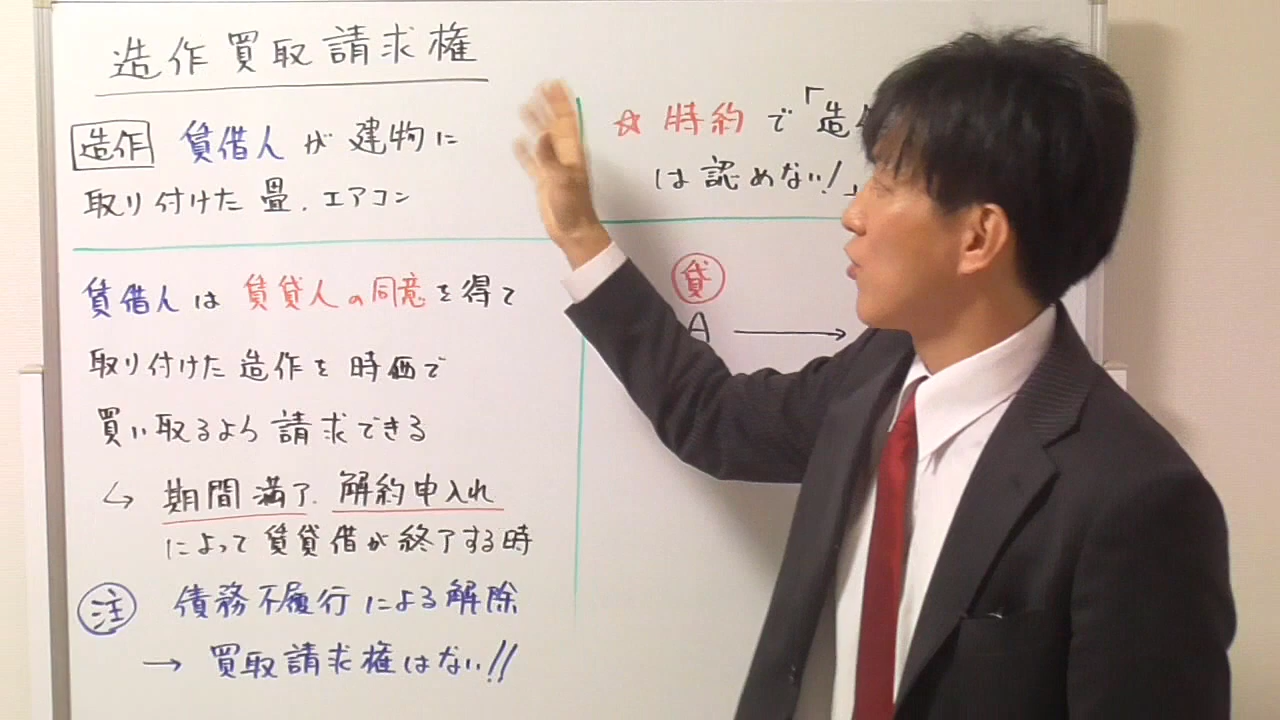 造作買取請求権
造作 賃借人が建物に
取り付けた畳、エアコン
賃借人は賃貸人の同意を得て
取り付けた造作を時価で
買い取るよう請求できる
↳ 期間満了、解約申入れ
によって賃貸借が終了する時
注 債務不履行による解除
→ 買取請求権はない!!
☆ 特約で「造作
は認めない!」
貸
A →